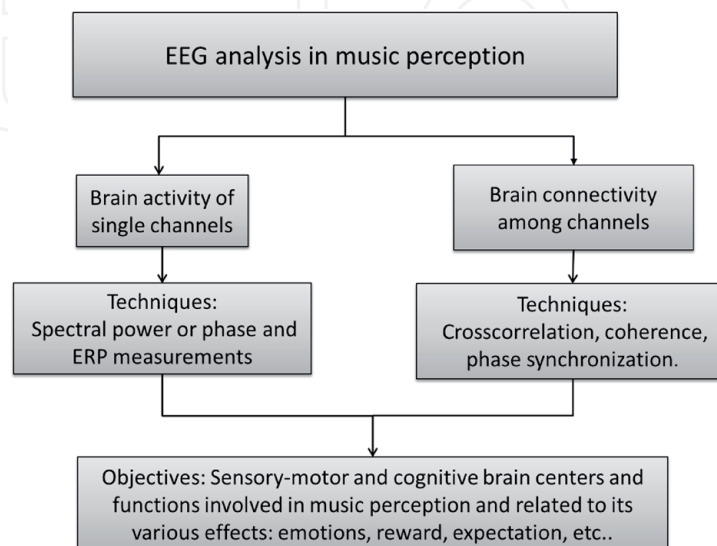 EEG analysis in music perception
Brain activity of
single channels
Brain connectivity
among channels
Techniques:
Spectral power or phase and
ERP measurements
Techniques:
Crosscorrelation, coherence,
phase synchronization.
Objectives: Sensory-motor and cognitive brain centers and
functions involved in music perception and related to its
various effects: emotions, reward, expectation, etc..